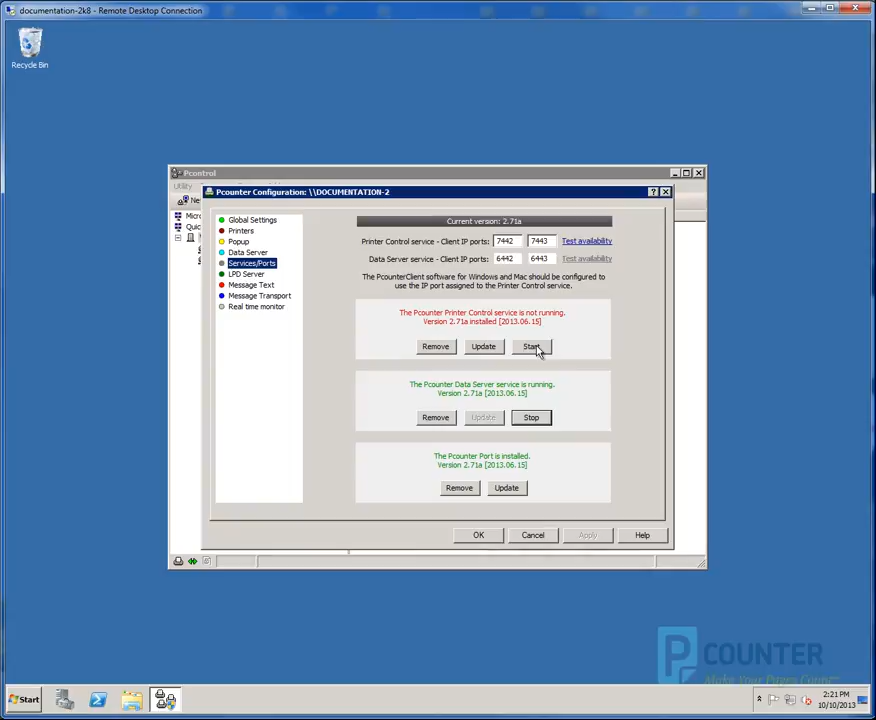 documentation-2k8 - Remote Desktop Connection
Recycle Bin
Pcontrol
Utility
Pcounter Configuration: \\DOCUMENTATION-2
Global Settings
Printers
Popup
Data Server
Services/Ports
LPD Server
Message Text
Message Transport
Real time monitor
Current version: 2.71a
Printer Control service - Client IP ports: 7442 7443 Test availability
Data Server service - Client IP ports: 6442 6443 Test availability
The PcounterClient software for Windows and Mac should be configured to
use the IP port assigned to the Printer Control service.
The Pcounter Printer Control service is not running.
Version 2.71a installed [2013.06.15]
Remove Update Start
The Pcounter Data Server service is running.
Version 2.71a [2013.06.15]
Remove Update Stop
The Pcounter Port is installed.
Version 2.71a [2013.06.15]
Remove Update
OK Cancel Apply Help
PCOUNTER
Make Your Pages Count
Start
2:21 PM
10/10/2013